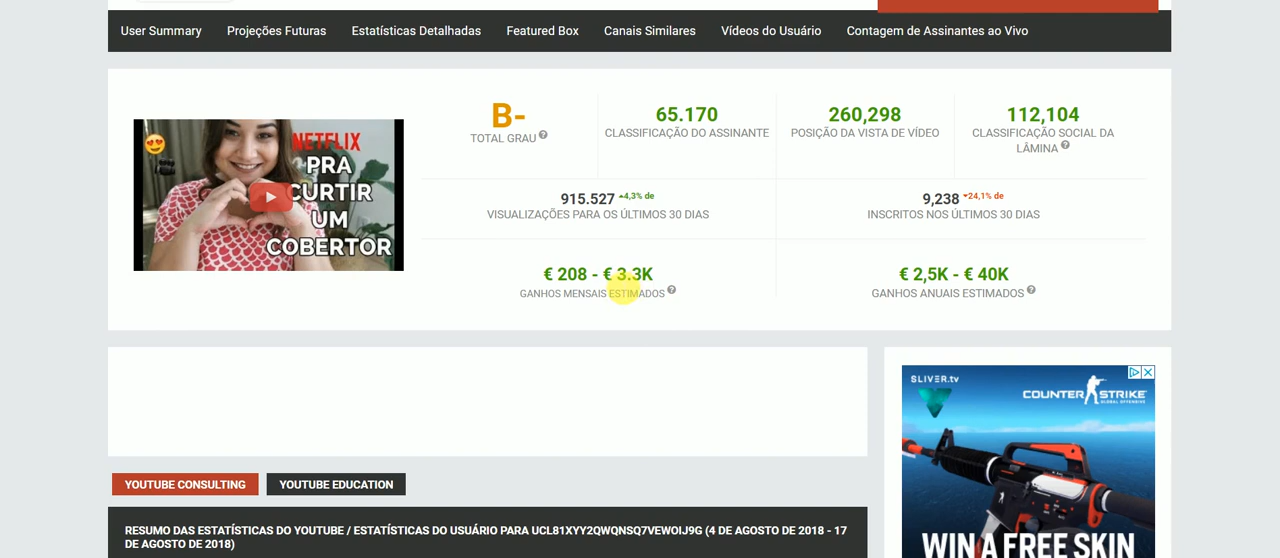 User Summary
Projeções Futuras
Estatísticas Detalhadas
Featured Box
Canais Similares
Vídeos do Usuário
Contagem de Assinantes ao Vivo
NETFLIX
PRA
CURTIR
UM
COBERTOR
B-
TOTAL GRAU
65.170
CLASSIFICAÇÃO DO ASSINANTE
260,298
POSIÇÃO DA VISTA DE VÍDEO
112,104
CLASSIFICAÇÃO SOCIAL DA
LÂMINA
915.527 4,3% de
VISUALIZAÇÕES PARA OS ÚLTIMOS 30 DIAS
9,238 24,1% de
INSCRITOS NOS ÚLTIMOS 30 DIAS
€ 208 - € 3.3K
GANHOS MENSAIS ESTIMADOS
€ 2,5K - € 40K
GANHOS ANUAIS ESTIMADOS
SLIVER.tv
COUNTER STRIKE
GLOBAL OFFENSIVE
WIN A FREE SKIN
YOUTUBE CONSULTING
YOUTUBE EDUCATION
RESUMO DAS ESTATÍSTICAS DO YOUTUBE / ESTATÍSTICAS DO USUÁRIO PARA UCL81XYY2QWQNSQ7VEWOIJ9G (4 DE AGOSTO DE 2018 - 17
DE AGOSTO DE 2018)